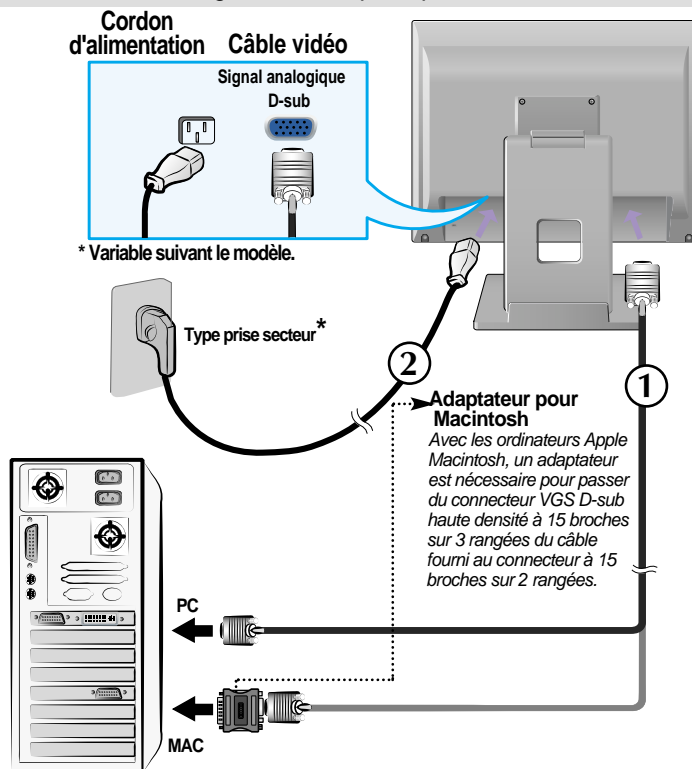 Cordon
d'alimentation
Câble vidéo
Signal analogique
D-sub
* Variable suivant le modèle.
Type prise secteur*
2
1
Adaptateur pour
Macintosh
Avec les ordinateurs Apple
Macintosh, un adaptateur
est nécessaire pour passer
du connecteur VGS D-sub
haute densité à 15 broches
sur 3 rangées du câble
fourni au connecteur à 15
broches sur 2 rangées.
PC
MAC